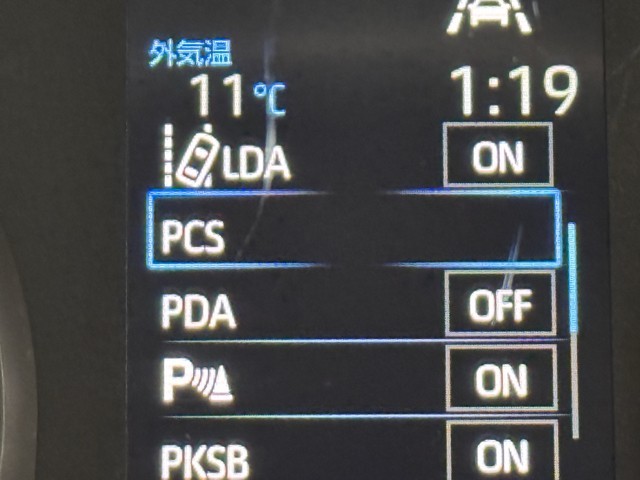 外気温
11℃ 1:19
LDA ON
PCS
PDA OFF
P ON
PKSB ON